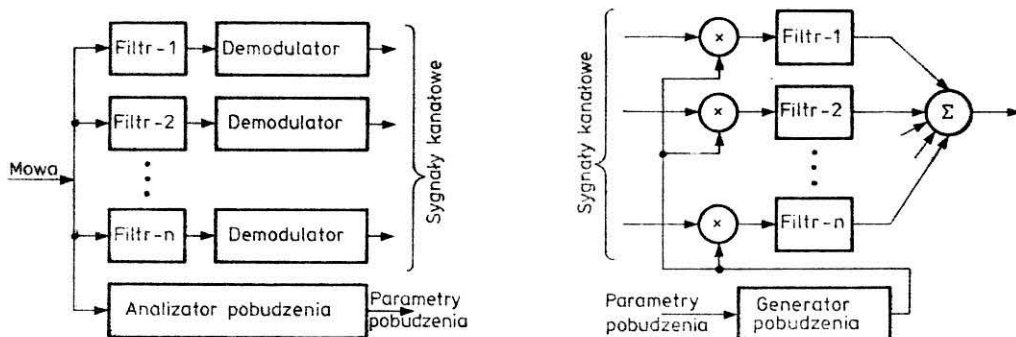 Filtr-1
Demodulator
Filtr-2
Demodulator
Mowa
Filtr-n
Demodulator
Analizator pobudzenia
Parametry
pobudzenia
Sygnały kanałowe
Sygnały kanałowe
×
Filtr-1
×
Filtr-2
Σ
×
Filtr-n
Parametry
pobudzenia
Generator
pobudzenia